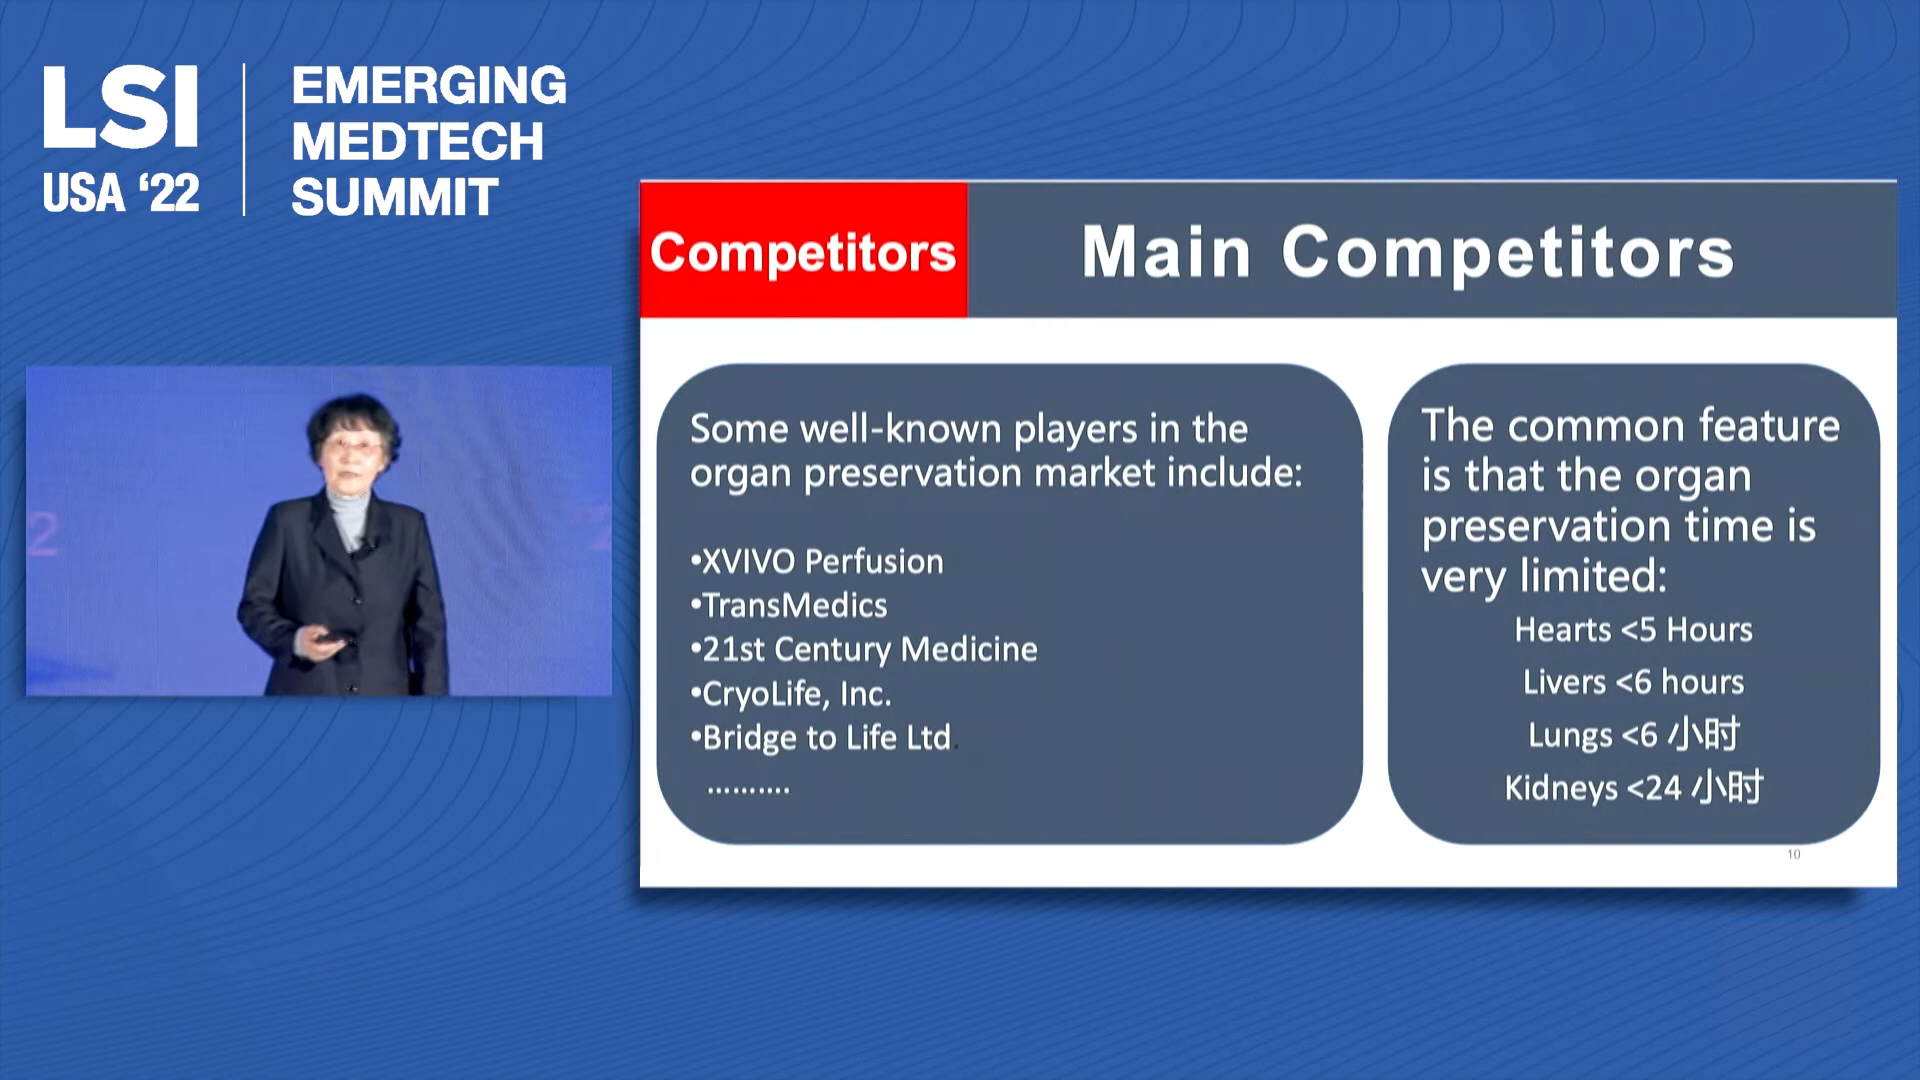 LSI
USA ‘22
EMERGING
MEDTECH
SUMMIT
Competitors
Main Competitors
Some well-known players in the
organ preservation market include:
•XVIVO Perfusion
•TransMedics
•21st Century Medicine
•CryoLife, Inc.
•Bridge to Life Ltd.
..........
The common feature
is that the organ
preservation time is
very limited:
Hearts <5 Hours
Livers <6 hours
Lungs <6 小时
Kidneys <24 小时
10
2